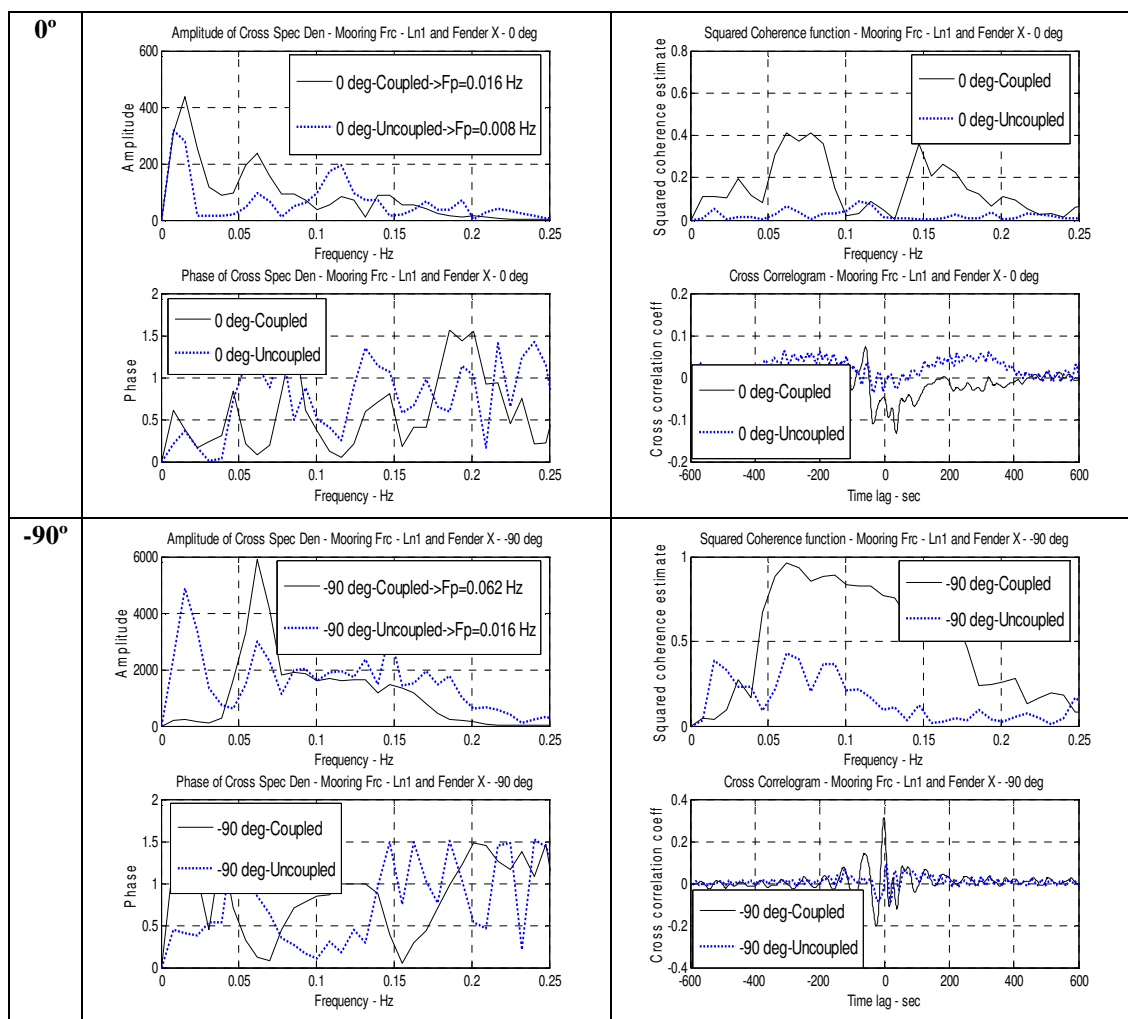 0º
Amplitude of Cross Spec Den - Mooring Frc - Ln1 and Fender X - 0 deg
600
400
200
0
Amplitude
0 deg-Coupled->Fp=0.016 Hz
0 deg-Uncoupled->Fp=0.008 Hz
0 0.05 0.1 0.15 0.2 0.25
Frequency - Hz
Squared Coherence function - Mooring Frc - Ln1 and Fender X - 0 deg
0.8
0.6
0.4
0.2
0
Squared coherence estimate
0 deg-Coupled
0 deg-Uncoupled
0 0.05 0.1 0.15 0.2 0.25
Frequency - Hz
Phase of Cross Spec Den - Mooring Frc - Ln1 and Fender X - 0 deg
2
1.5
1
0.5
0
Phase
0 deg-Coupled
0 deg-Uncoupled
0 0.05 0.1 0.15 0.2 0.25
Frequency - Hz
Cross Correlogram - Mooring Frc - Ln1 and Fender X - 0 deg
0.2
0.1
0
-0.1
-0.2
Cross correlation coeff
0 deg-Coupled
0 deg-Uncoupled
-600 -400 -200 0 200 400 600
Time lag - sec
-90º
Amplitude of Cross Spec Den - Mooring Frc - Ln1 and Fender X - -90 deg
6000
4000
2000
0
Amplitude
-90 deg-Coupled->Fp=0.062 Hz
-90 deg-Uncoupled->Fp=0.016 Hz
0 0.05 0.1 0.15 0.2 0.25
Frequency - Hz
Squared Coherence function - Mooring Frc - Ln1 and Fender X - -90 deg
1
0.5
0
Squared coherence estimate
-90 deg-Coupled
-90 deg-Uncoupled
0 0.05 0.1 0.15 0.2 0.25
Frequency - Hz
Phase of Cross Spec Den - Mooring Frc - Ln1 and Fender X - -90 deg
2
1.5
1
0.5
0
Phase
-90 deg-Coupled
-90 deg-Uncoupled
0 0.05 0.1 0.15 0.2 0.25
Frequency - Hz
Cross Correlogram - Mooring Frc - Ln1 and Fender X - -90 deg
0.4
0.2
0
-0.2
-0.4
Cross correlation coeff
-90 deg-Coupled
-90 deg-Uncoupled
-600 -400 -200 0 200 400 600
Time lag - sec